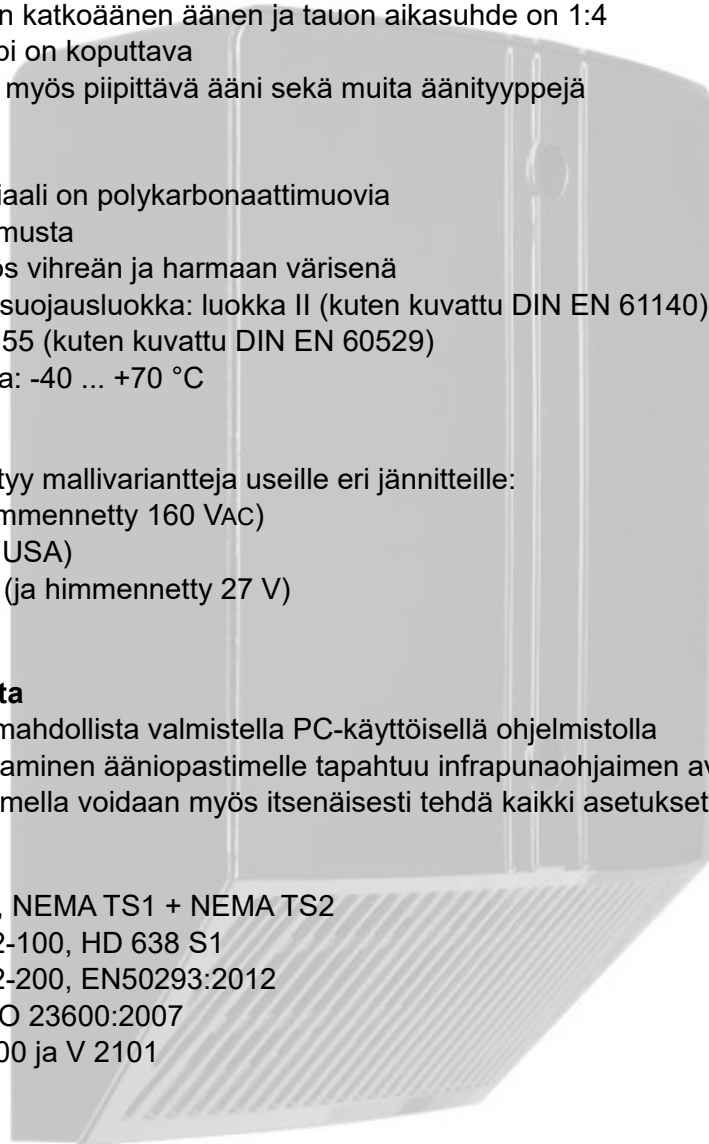 n katkoäänen äänen ja tauon aikasuhde on 1:4
pi on koputtava
myös piipittävä ääni sekä muita äänityyppejä
iaali on polykarbonaattimuovia
musta
ös vihreän ja harmaan värisenä
suojausluokka: luokka II (kuten kuvattu DIN EN 61140)
55 (kuten kuvattu DIN EN 60529)
a: -40 ... +70 °C
tyy mallivariantteja useille eri jännitteille:
mmennetty 160 VAC)
USA)
(ja himmennetty 27 V)
ta
mahdollista valmistella PC-käyttöisellä ohjelmistolla
aminen ääniopastimelle tapahtuu infrapunaohjaimen av
mella voidaan myös itsenäisesti tehdä kaikki asetukset
, NEMA TS1 + NEMA TS2
2-100, HD 638 S1
2-200, EN50293:2012
O 23600:2007
00 ja V 2101